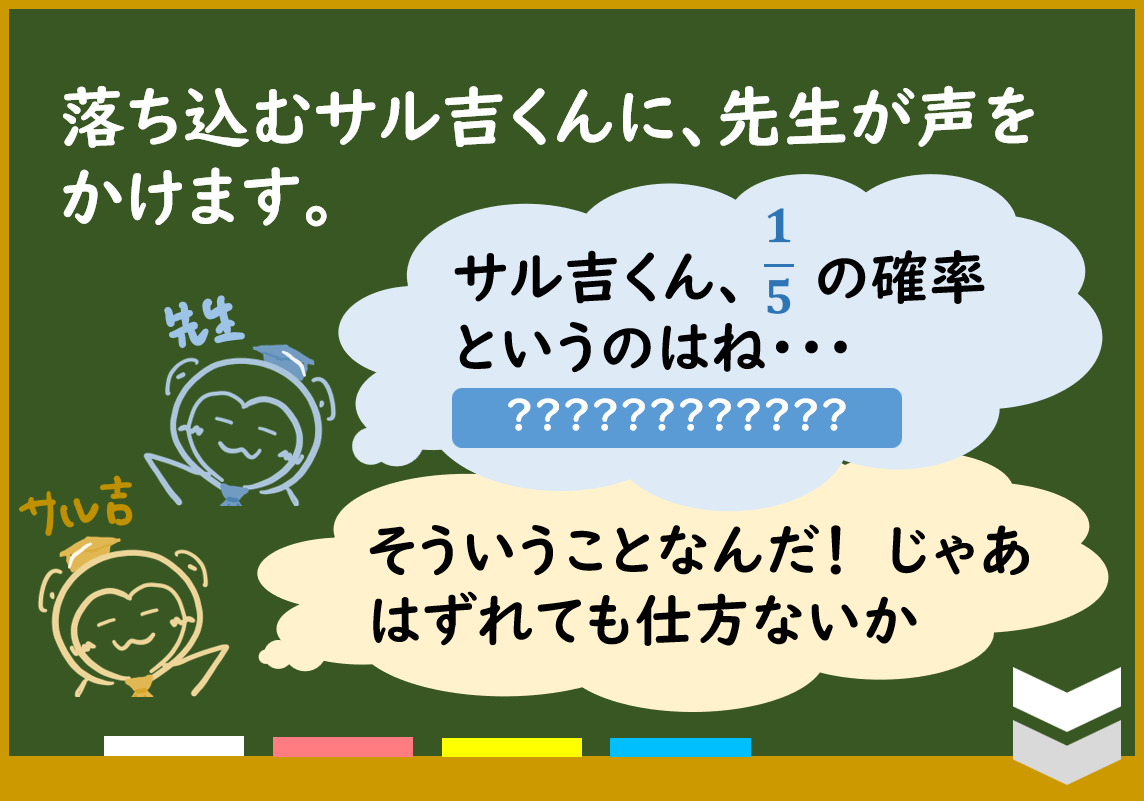 落ち込むサル吉くんに、先生が声を
かけます。
サル吉くん、1/5 の確率
というのはね・・・
????????????
先生
サル吉
そういうことなんだ! じゃあ
はずれても仕方ないか